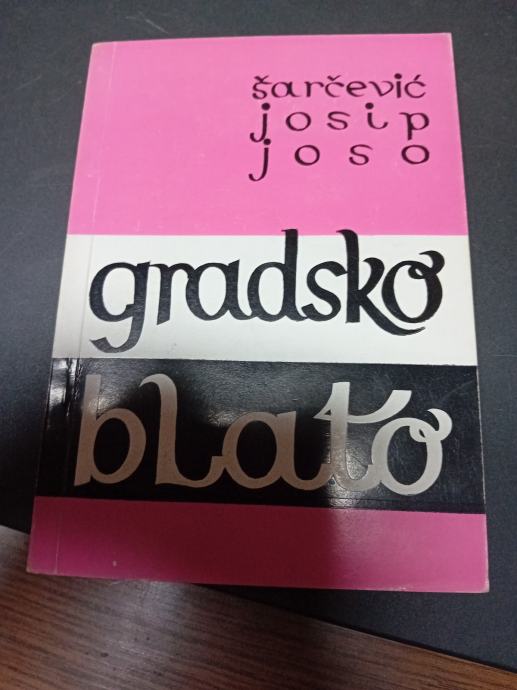 šarčević
josip
joso
gradsko
blato